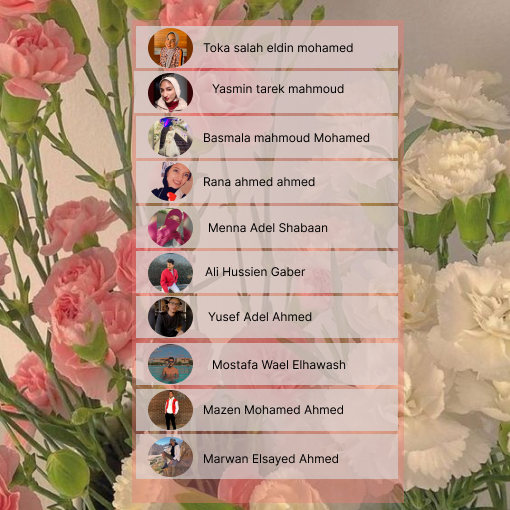 Toka salah eldin mohamed
Yasmin tarek mahmoud
Basmala mahmoud Mohamed
Rana ahmed ahmed
Menna Adel Shabaan
Ali Hussien Gaber
Yusef Adel Ahmed
Mostafa Wael Elhawash
Mazen Mohamed Ahmed
Marwan Elsayed Ahmed